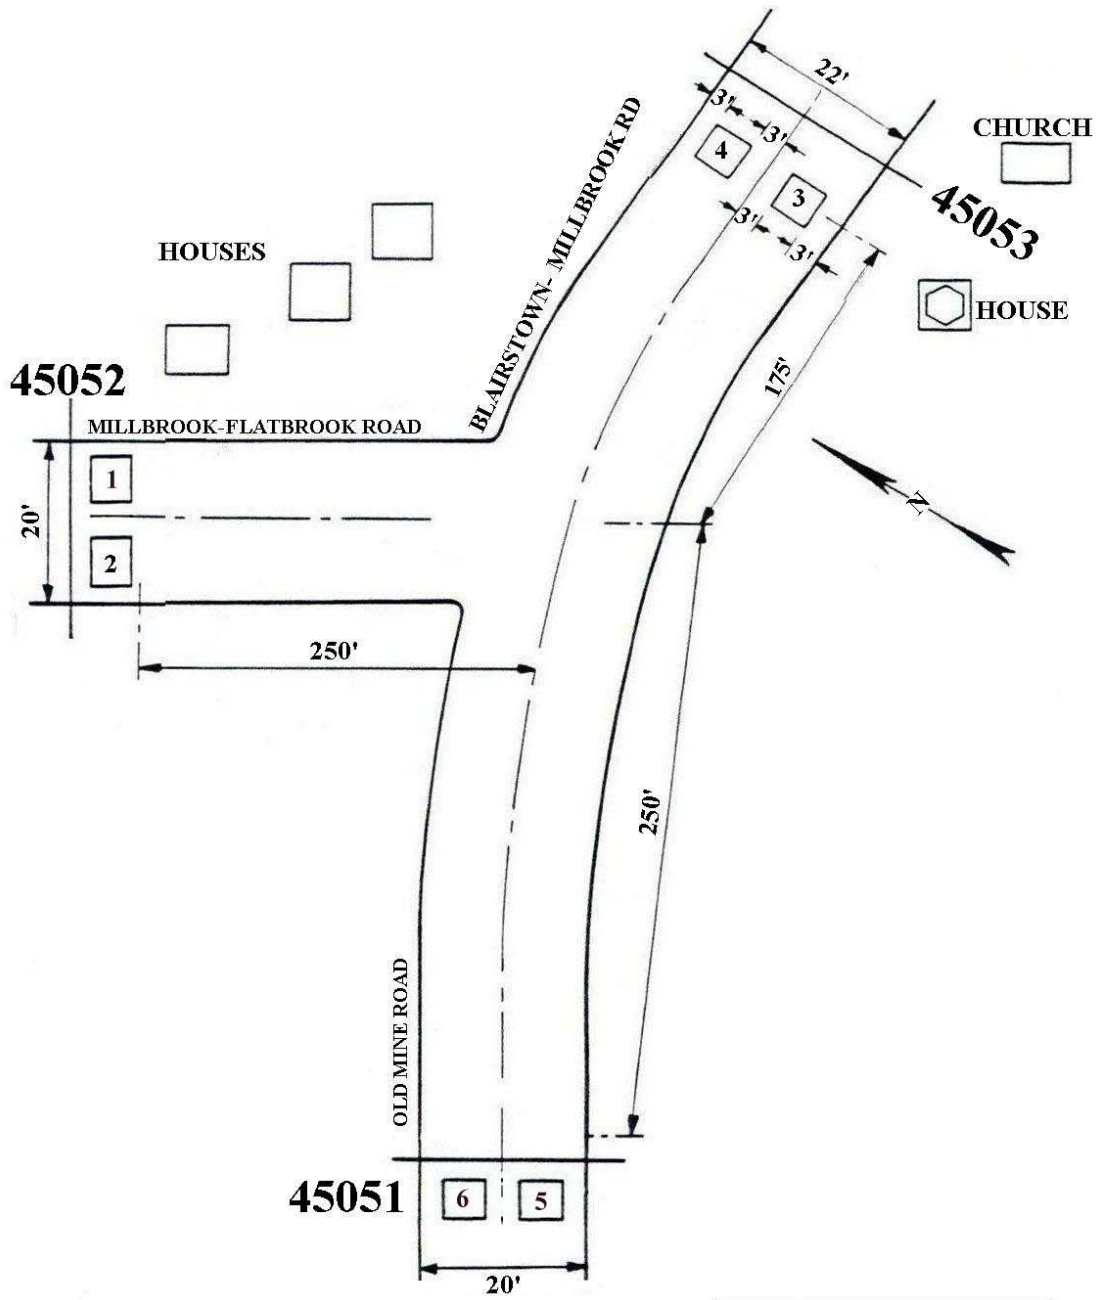 22'
3'
3'
4
3
3'
3'
CHURCH
45053
BLAIRSTOWN- MILLBROOK RD
HOUSES
HOUSE
175'
45052
MILLBROOK-FLATBROOK ROAD
1
20'
2
N
250'
250'
OLD MINE ROAD
45051
6
5
20'